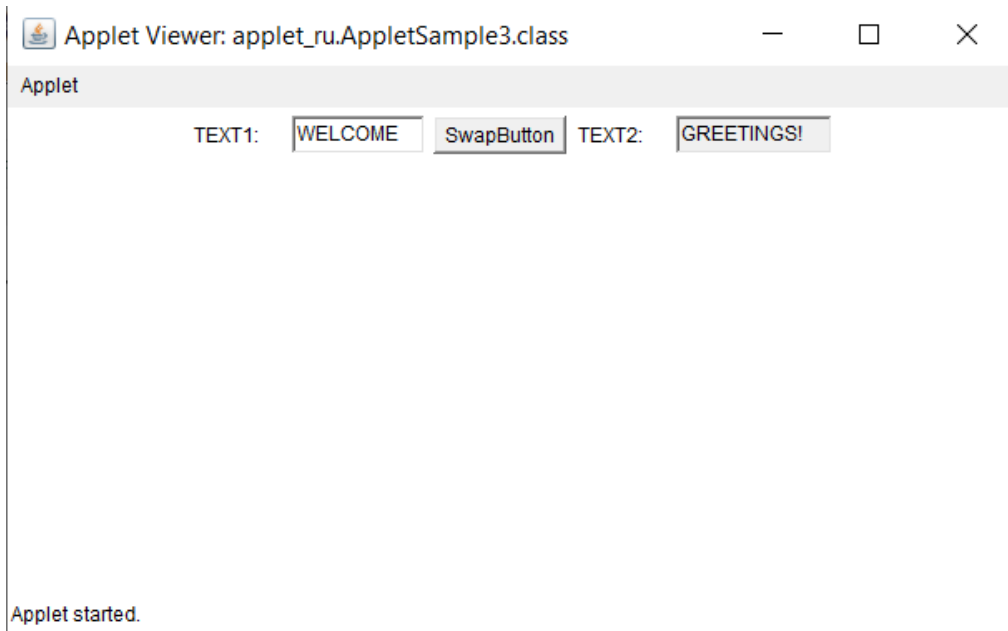 Applet Viewer: applet_ru.AppletSample3.class
Applet
TEXT1: WELCOME SwapButton TEXT2: GREETINGS!
Applet started.